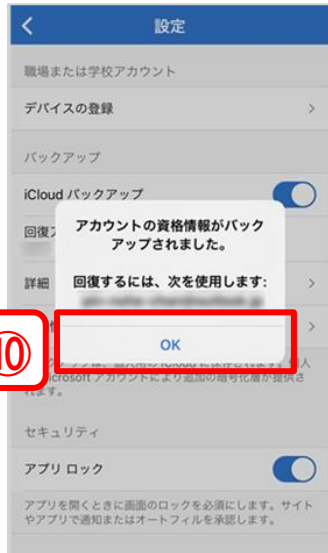 設定
職場または学校アカウント
デバイスの登録
バックアップ
iCloud バックアップ
回復
アカウントの資格情報がバック
アップされました。
詳細
回復するには、次を使用します:
OK
⑩
Microsoft アカウントにより追加の暗号化層が提供さ
れます。
セキュリティ
アプリ ロック
アプリを開くときに画面のロックを必須にします。サイト
やアプリで通知またはオートフィルを承認します。